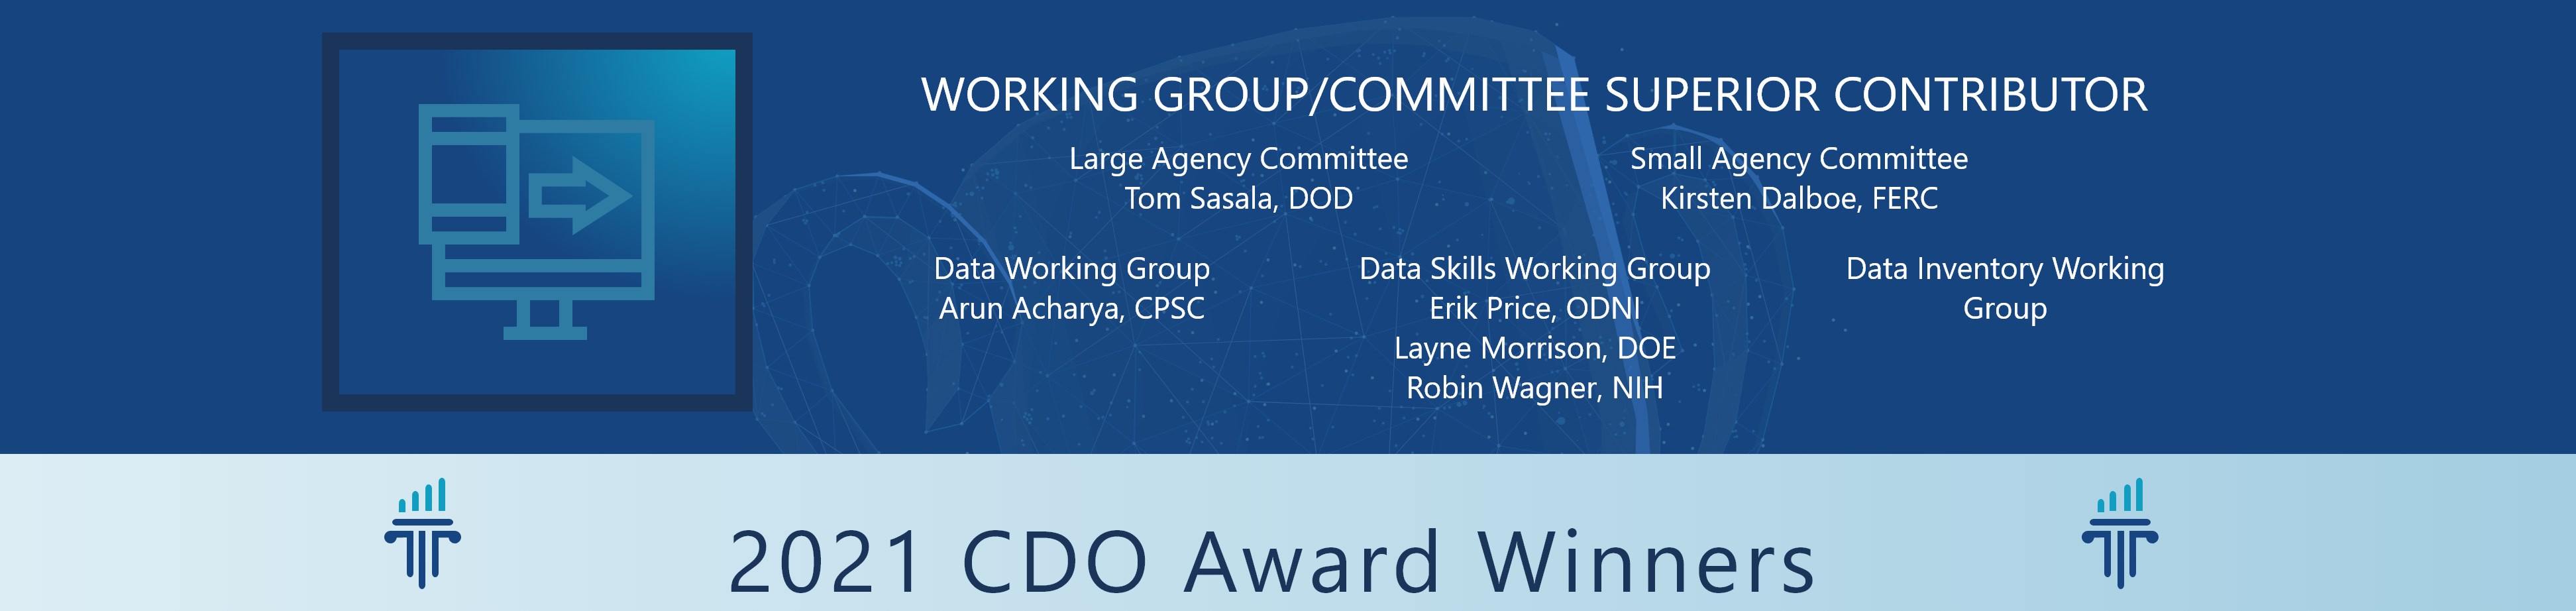 WORKING GROUP/COMMITTEE SUPERIOR CONTRIBUTOR
Large Agency Committee
Tom Sasala, DOD
Small Agency Committee
Kirsten Dalboe, FERC
Data Working Group
Arun Acharya, CPSC
Data Skills Working Group
Erik Price, ODNI
Layne Morrison, DOE
Robin Wagner, NIH
Data Inventory Working
Group
2021 CDO Award Winners